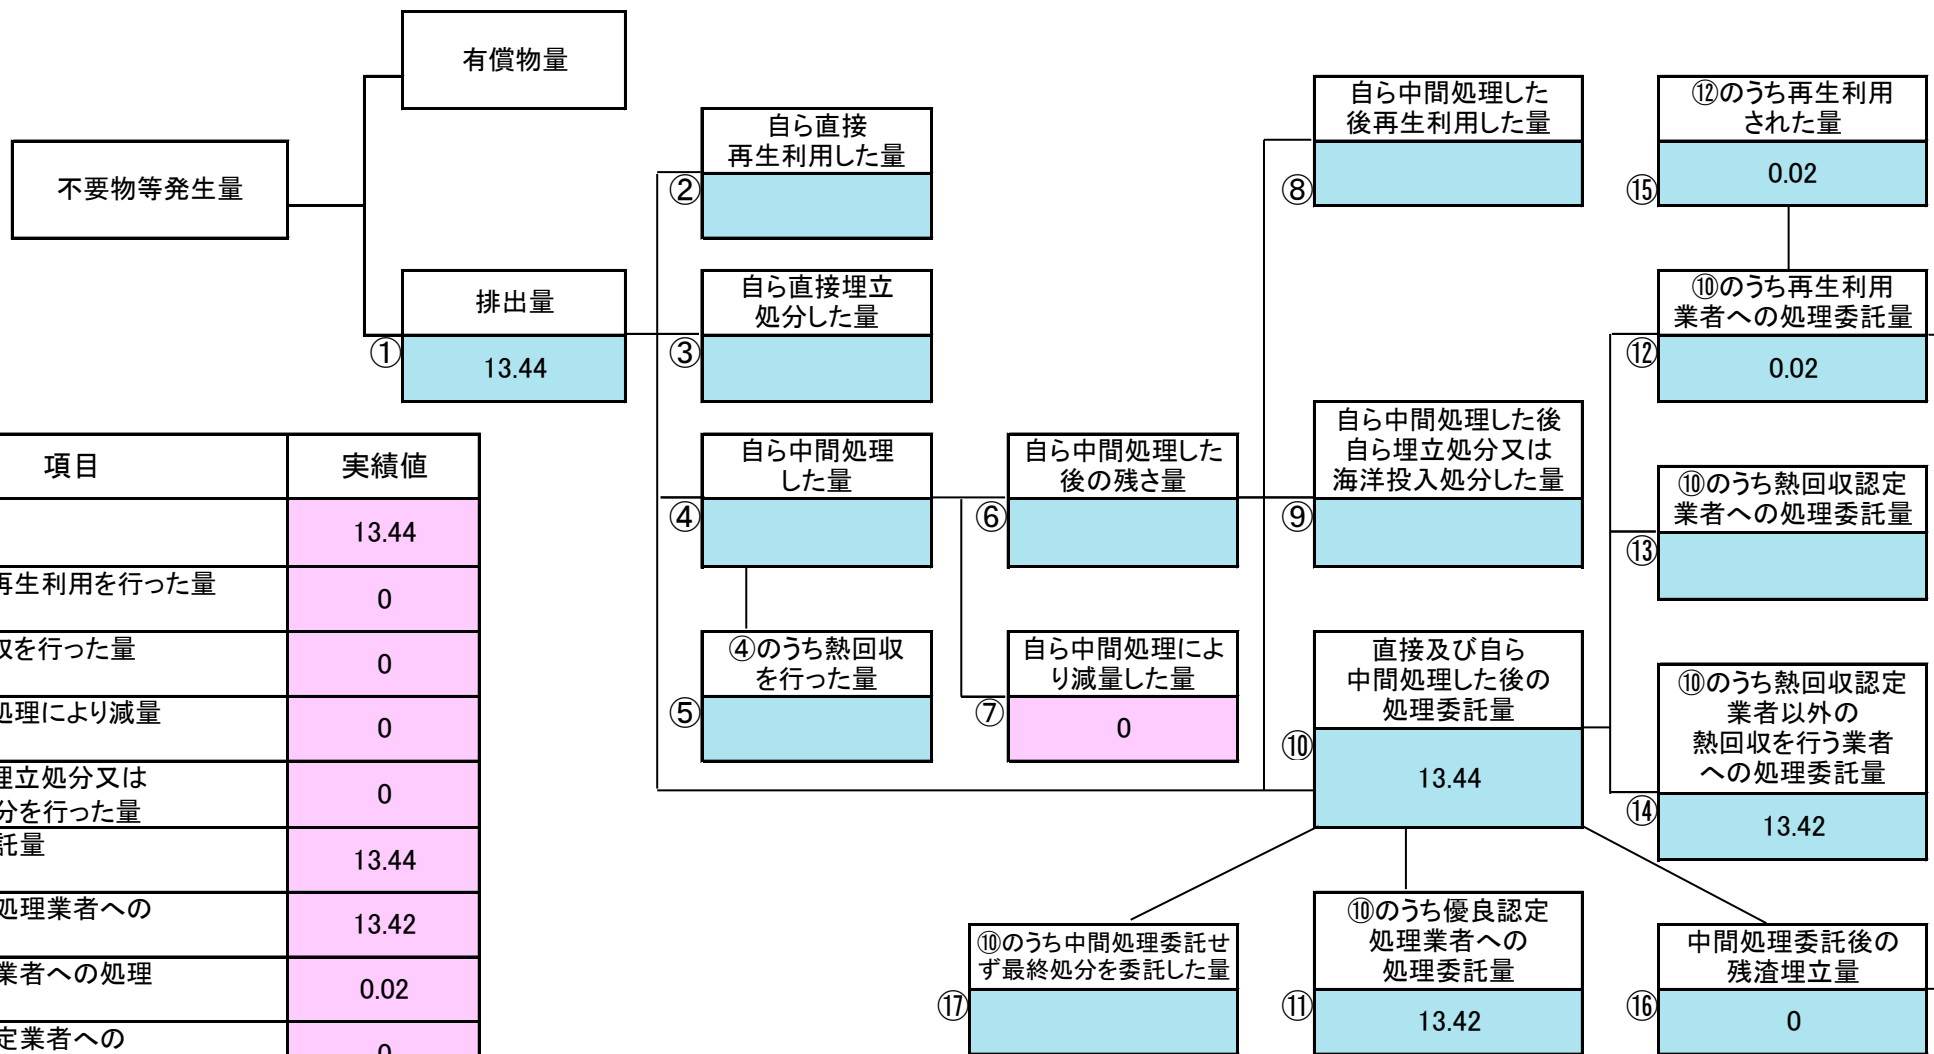 有償物量
不要物等発生量
排出量
①
13.44
自ら直接
再生利用した量
②
自ら直接埋立
処分した量
③
自ら中間処理
した量
④
④のうち熱回収
を行った量
⑤
自ら中間処理した
後の残さ量
⑥
自ら中間処理によ
り減量した量
⑦
0
自ら中間処理した
後再生利用した量
⑧
自ら中間処理した後
自ら埋立処分又は
海洋投入処分した量
⑨
直接及び自ら
中間処理した後の
処理委託量
⑩
13.44
⑫のうち再生利用
された量
⑮
0.02
⑩のうち再生利用
業者への処理委託量
⑫
0.02
⑩のうち熱回収認定
業者への処理委託量
⑬
⑩のうち熱回収認定
業者以外の
熱回収を行う業者
への処理委託量
⑭
13.42
⑩のうち中間処理委託せ
ず最終処分を委託した量
⑰
⑩のうち優良認定
処理業者への
処理委託量
⑪
13.42
中間処理委託後の
残渣埋立量
⑯
0
項目 実績値
13.44
再生利用を行った量 0
を行った量 0
処理により減量 0
埋立処分又は
分を行った量 0
託量 13.44
処理業者への 13.42
業者への処理 0.02
定業者への 0